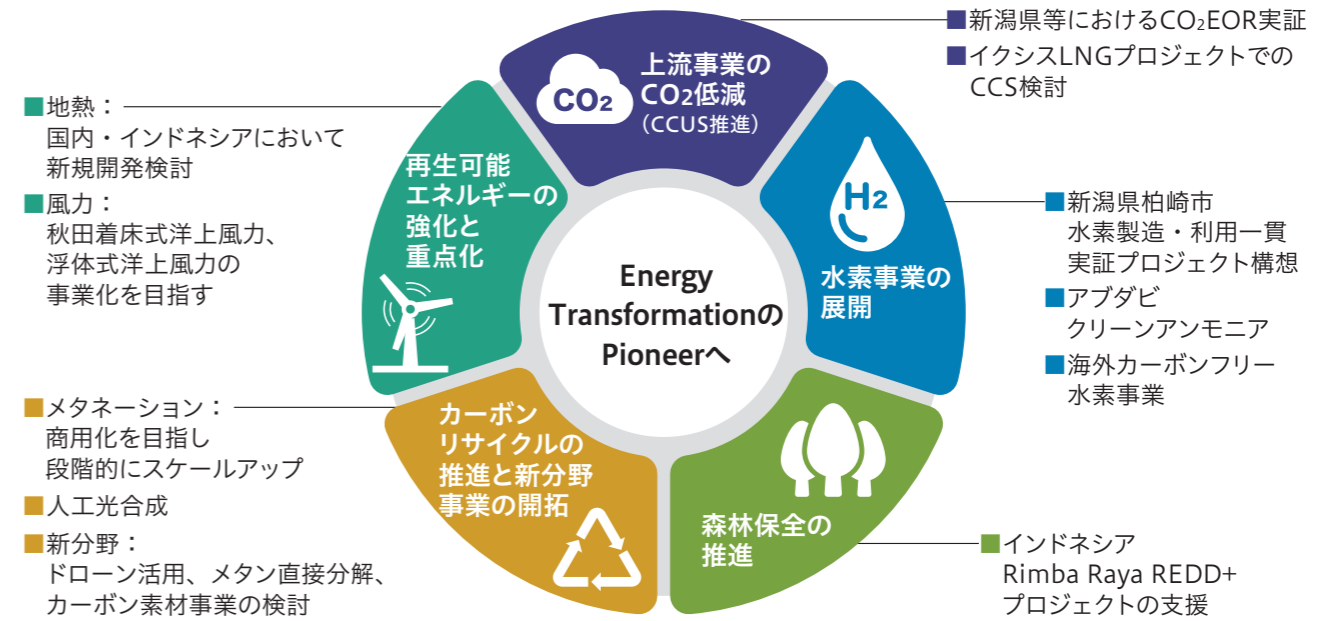 上流事業の
CO2低減
（CCUS推進）
CO2
■新潟県等におけるCO2EOR実証
■イクシスLNGプロジェクトでの
CCS検討
H2
水素事業の
展開
■新潟県柏崎市
水素製造・利用一貫
実証プロジェクト構想
■アブダビ
クリーンアンモニア
■海外カーボンフリー
水素事業
森林保全の
推進
■インドネシア
Rimba Raya REDD+
プロジェクトの支援
カーボン
リサイクルの
推進と新分野
事業の開拓
■メタネーション：
商用化を目指し
段階的にスケールアップ
■人工光合成
■新分野：
ドローン活用、メタン直接分解、
カーボン素材事業の検討
再生可能
エネルギーの
強化と
重点化
■地熱：
国内・インドネシアにおいて
新規開発検討
■風力：
秋田着床式洋上風力、
浮体式洋上風力の
事業化を目指す
Energy
Transformationの
Pioneerへ